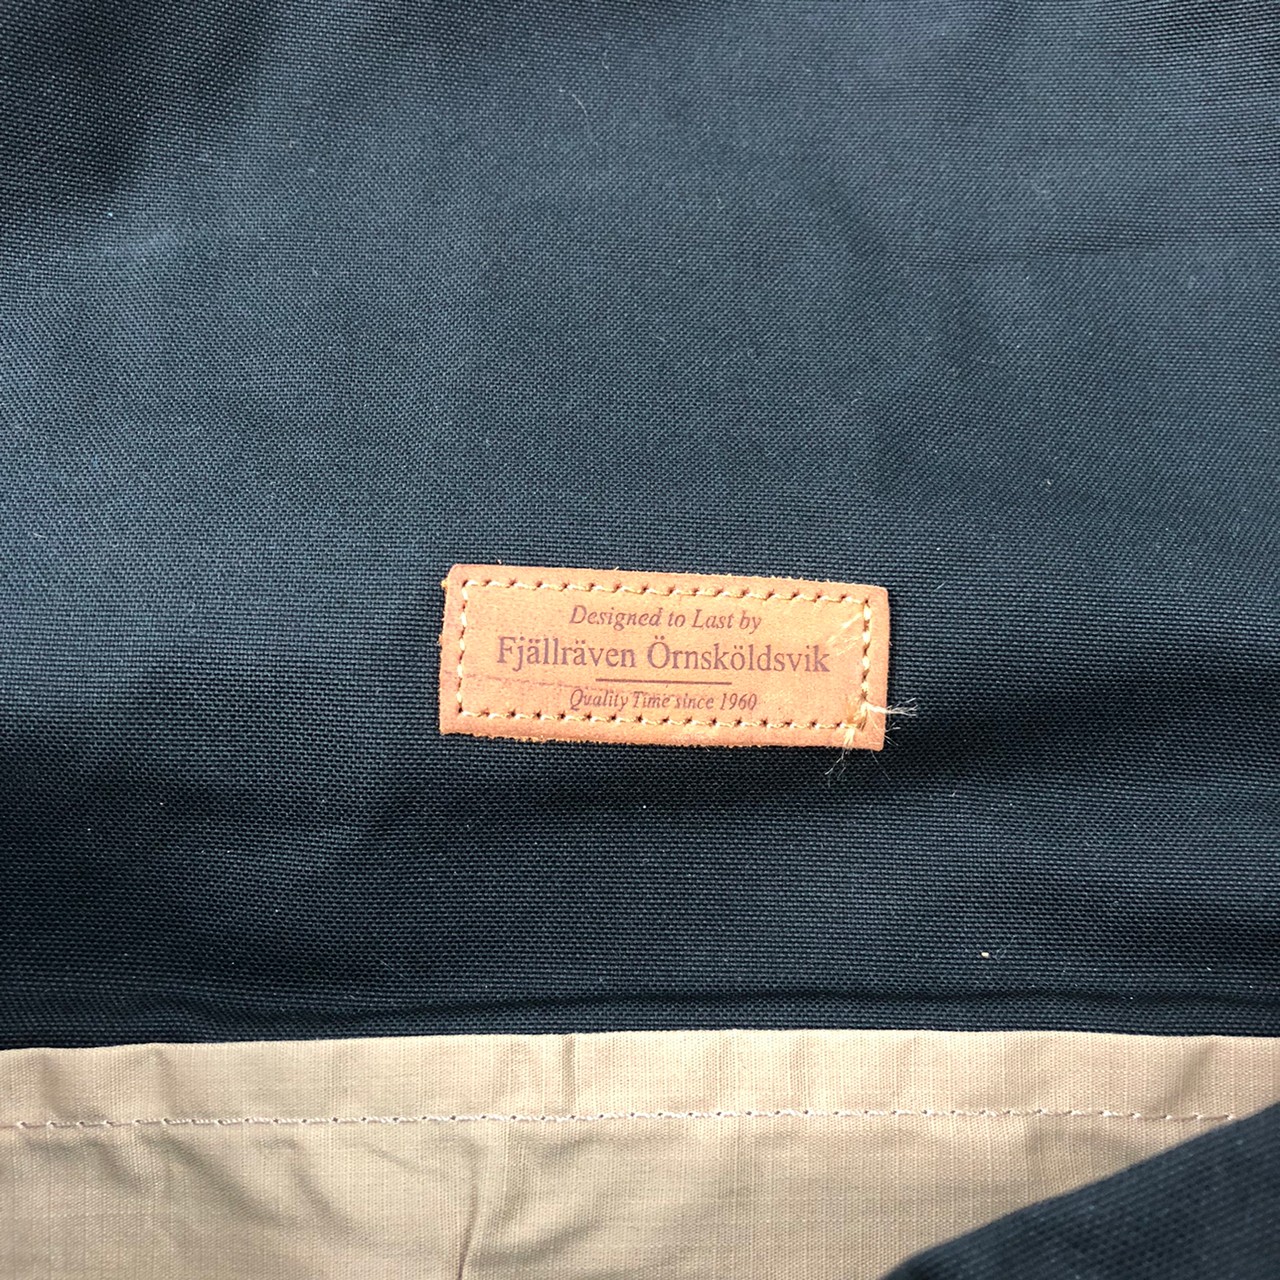 Designed to Last by
Fjällräven Örnsköldsvik
Quality Time since 1960